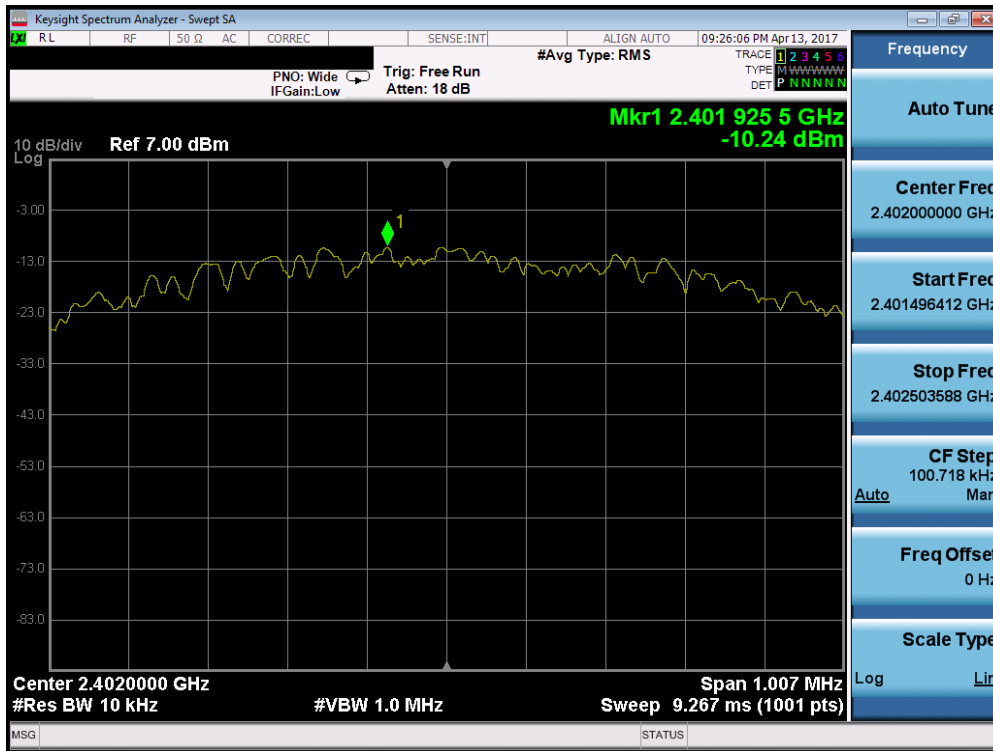 Keysight Spectrum Analyzer - Swept SA
LXI RL RF 50 Ω AC CORREC SENSE:INT ALIGN AUTO 09:26:06 PM Apr 13, 2017
#Avg Type: RMS TRACE 1 2 3 4 5 6
PNO: Wide Trig: Free Run TYPE M WWWWW
IFGain:Low Atten: 18 dB DET P N N N N N
Mkr1 2.401 925 5 GHz
10 dB/div Ref 7.00 dBm -10.24 dBm
Log
1
-3.00
-13.0
-23.0
-33.0
-43.0
-53.0
-63.0
-73.0
-83.0
Center 2.4020000 GHz Span 1.007 MHz
#Res BW 10 kHz #VBW 1.0 MHz Sweep 9.267 ms (1001 pts)
MSG STATUS
Frequency
Auto Tune
Center Freq
2.402000000 GHz
Start Freq
2.401496412 GHz
Stop Freq
2.402503588 GHz
CF Step
100.718 kHz
Auto Man
Freq Offset
0 Hz
Scale Type
Log Lin